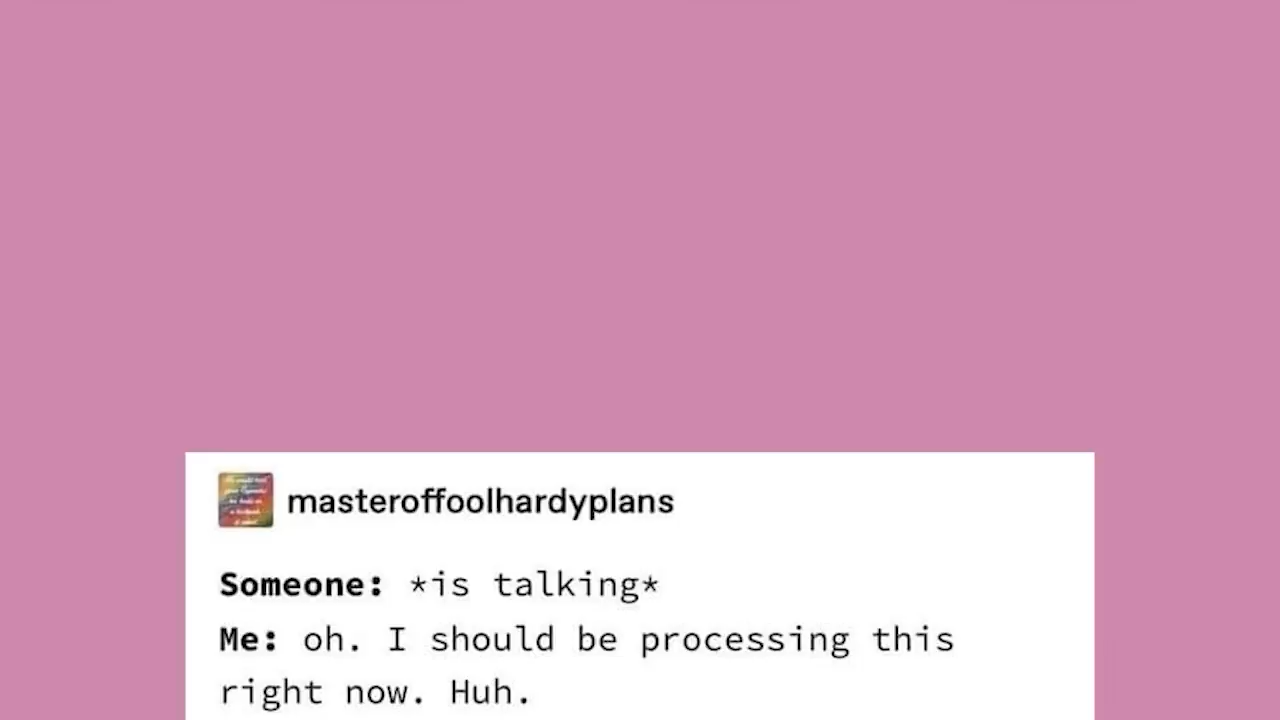 masteroffoolhardyplans
Someone: *is talking*
Me: oh. I should be processing this
right now. Huh.